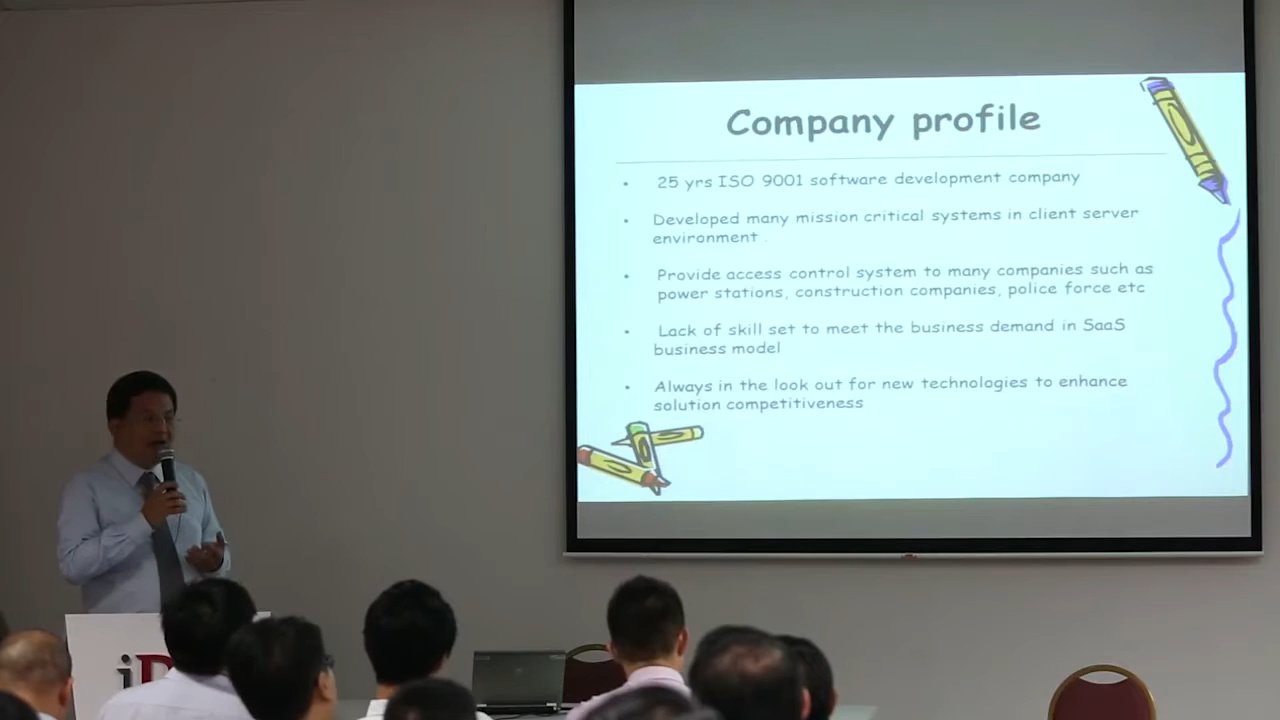 Company profile
25 yrs ISO 9001 software development company
Developed many mission critical systems in client server
environment .
Provide access control system to many companies such as
power stations, construction companies, police force etc
Lack of skill set to meet the business demand in SaaS
business model
Always in the look out for new technologies to enhance
solution competitiveness